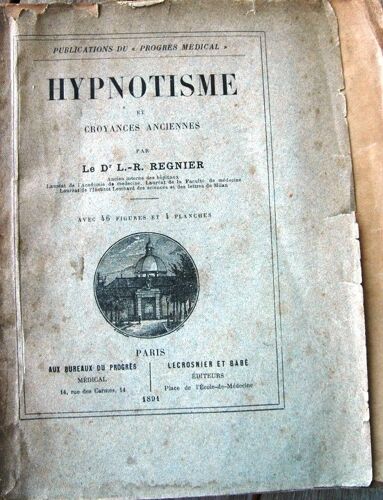 PUBLICATIONS DU « PROGRÈS MÉDICAL »
HYPNOTISME
ET
CROYANCES ANCIENNES
PAR
Le Dr L.-R. REGNIER
Ancien interne des hôpitaux
Lauréat de l'Académie de médecine, Lauréat de la Faculté de médecine
Lauréat de l'Institut Lombard des sciences et des lettres de Milan
AVEC 46 FIGURES ET 4 PLANCHES
PARIS
AUX BUREAUX DU PROGRÈS
MÉDICAL
14, rue des Carmes, 14
LECROSNIER ET BABÉ
ÉDITEURS
Place de l'École-de-Médecine
1891